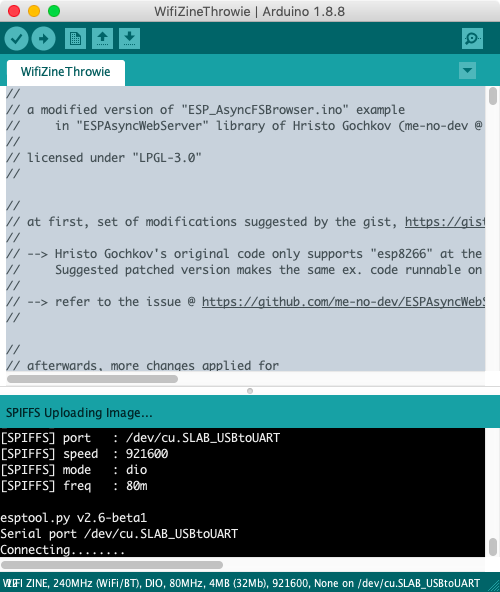 WifiZineThrowie | Arduino 1.8.8
WifiZineThrowie
//
// a modified version of "ESP_AsyncFSBrowser.ino" example
//     in "ESPAsyncWebServer" library of Hristo Gochkov (me-no-dev @
//
// licensed under "LPGL-3.0"
//
//
// at first, set of modifications suggested by the gist, https://gist
//
// --> Hristo Gochkov's original code only supports "esp8266" at the
//     Suggested patched version makes the same ex. code runnable on
//
// --> refer to the issue @ https://github.com/me-no-dev/ESPAsyncWebS
//
//
// afterwards, more changes applied for
SPIFFS Uploading Image...
[SPIFFS] port   : /dev/cu.SLAB_USBtoUART
[SPIFFS] speed  : 921600
[SPIFFS] mode   : dio
[SPIFFS] freq   : 80m
esptool.py v2.6-beta1
Serial port /dev/cu.SLAB_USBtoUART
Connecting........
ZINE, 240MHz (WiFi/BT), DIO, 80MHz, 4MB (32Mb), 921600, None on /dev/cu.SLAB_USBtoUART